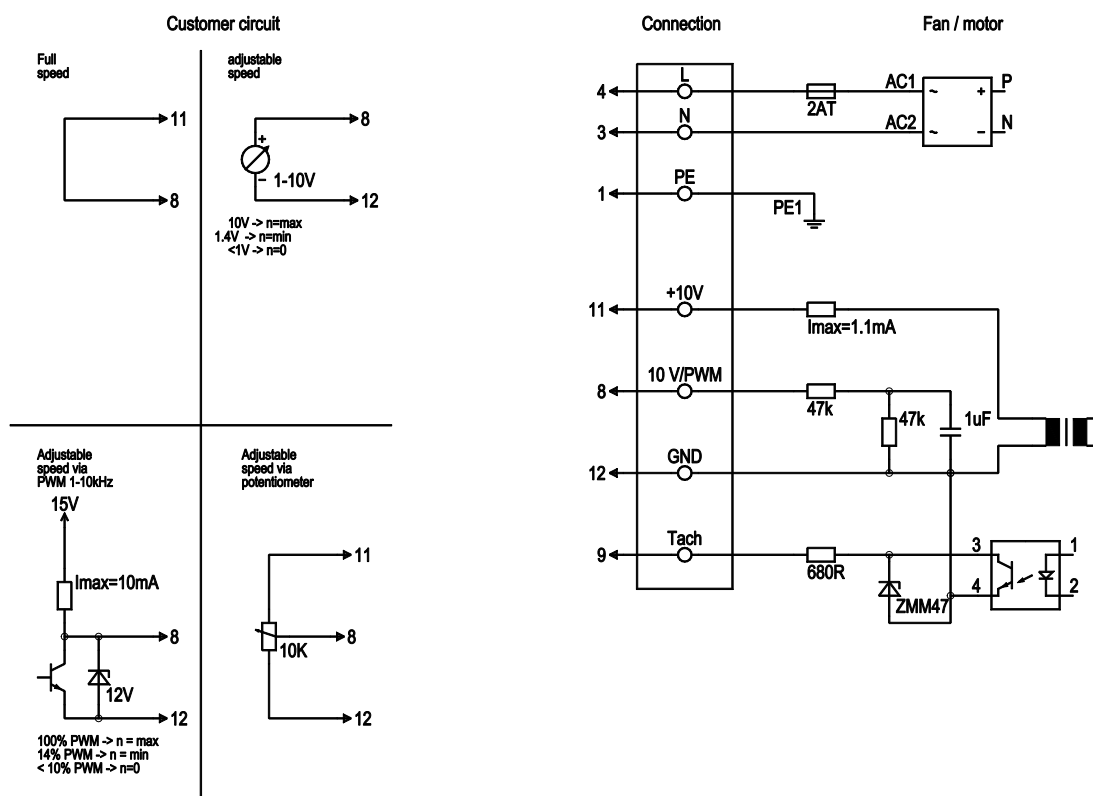 Customer circuit
Connection
Fan / motor
Full
speed
11
8
adjustable
speed
8
+
− 1-10V
12
10V -> n=max
1.4V -> n=min
<1V -> n=0
Adjustable
speed via
PWM 1-10kHz
15V
Imax=10mA
8
12V
12
100% PWM -> n = max
14% PWM -> n = min
< 10% PWM -> n=0
Adjustable
speed via
potentiometer
11
8
10K
12
4
L
2AT
AC1
~
+
P
3
N
AC2
~
−
N
1
PE
PE1
11
+10V
Imax=1.1mA
8
10 V/PWM
47k
47k
1uF
12
GND
9
Tach
680R
ZMM47
3
4
1
2